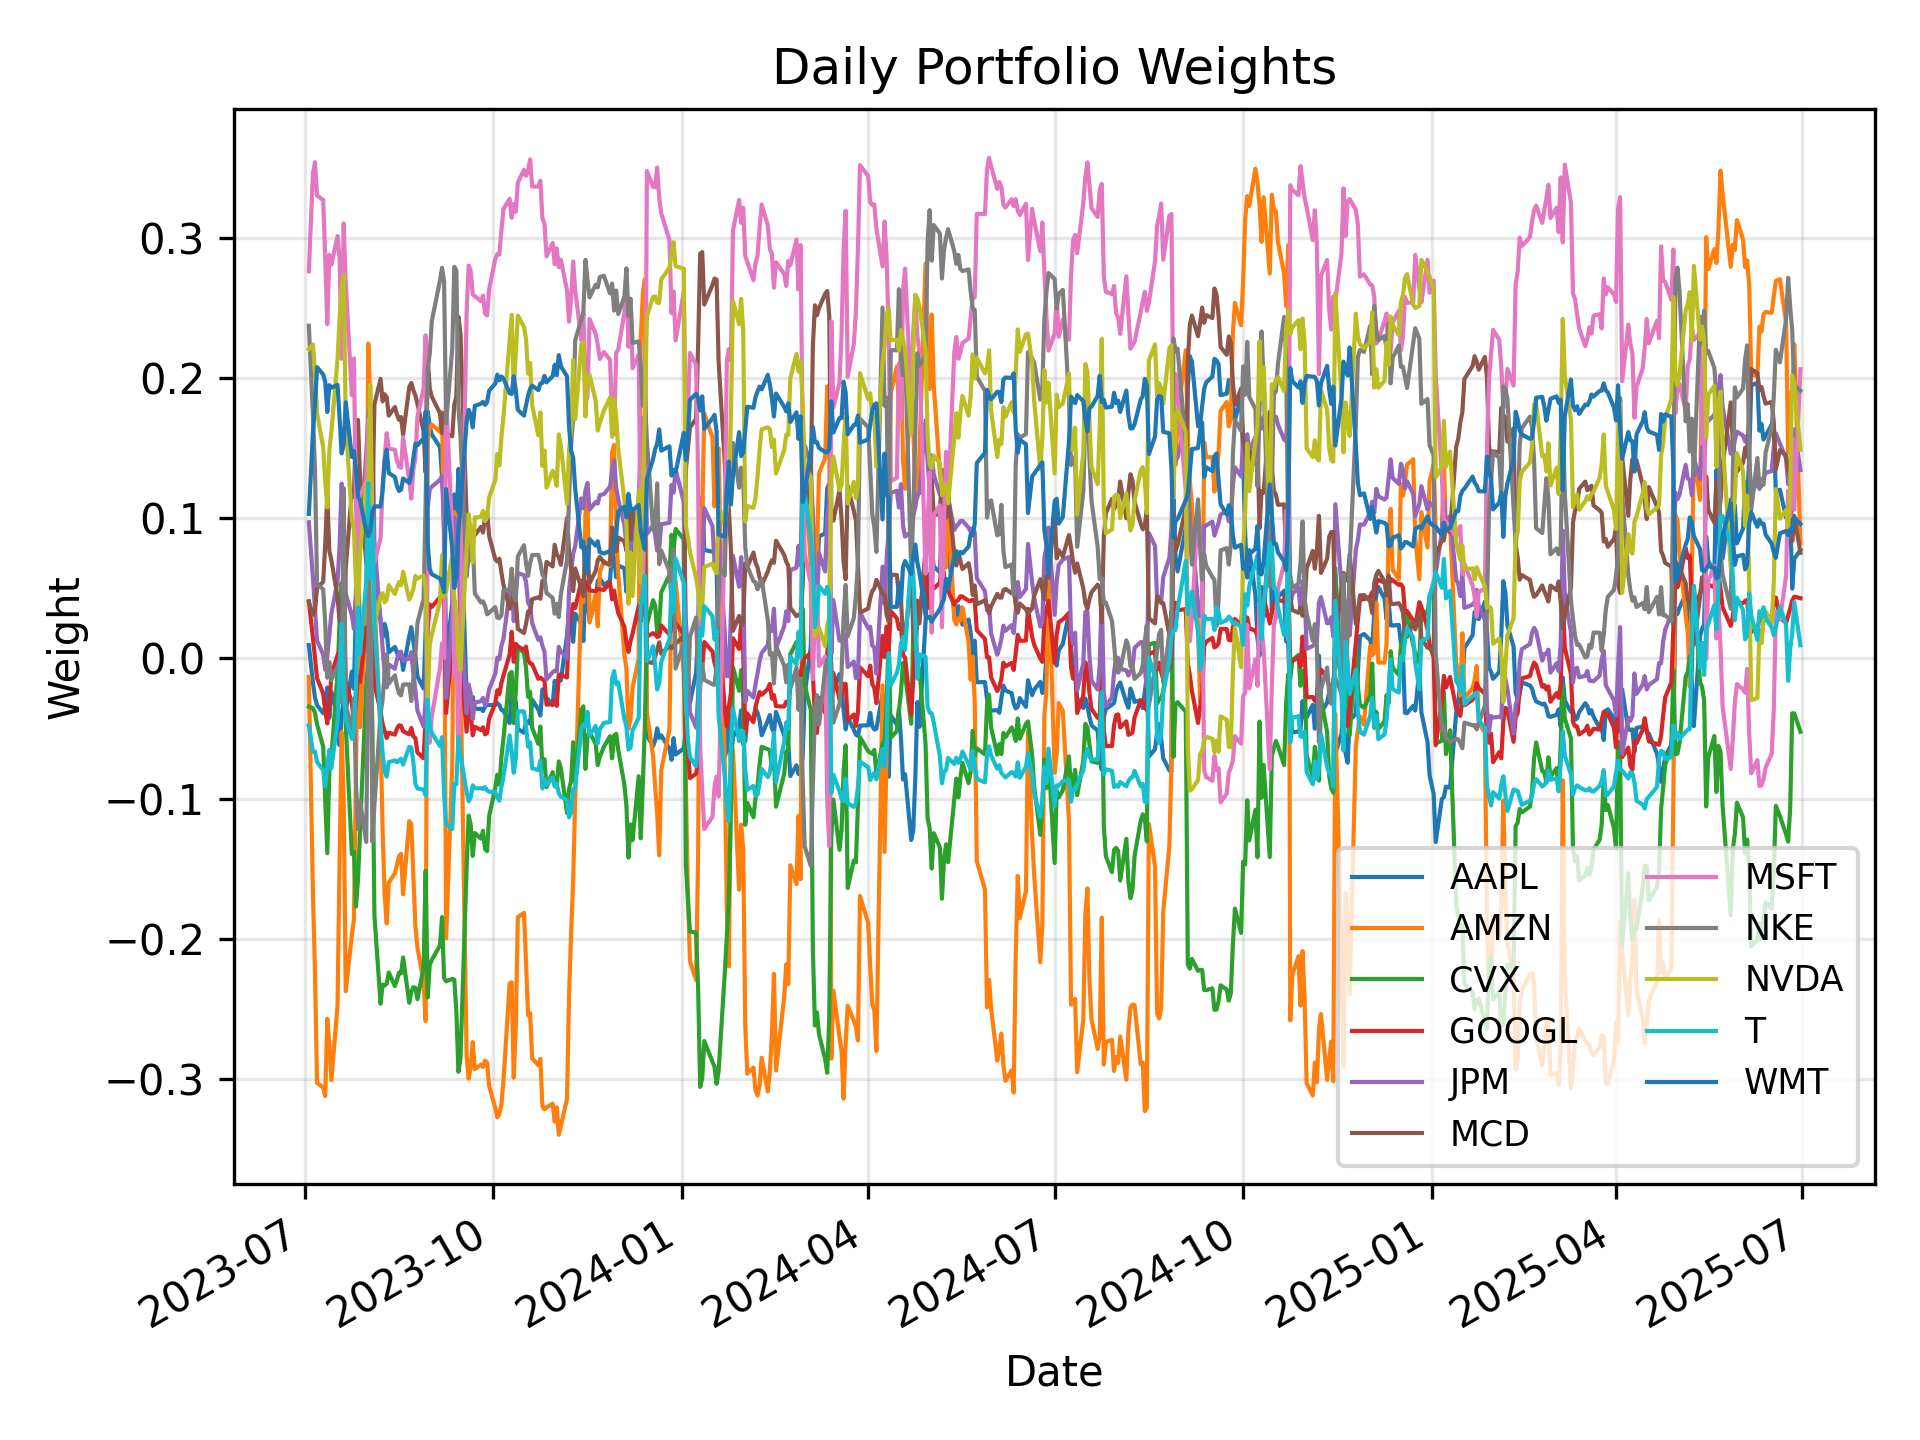 Daily Portfolio Weights
Weight
0.3
0.2
0.1
0.0
−0.1
−0.2
−0.3
AAPL
AMZN
CVX
GOOGL
JPM
MCD
MSFT
NKE
NVDA
T
WMT
2023-07
2023-10
2024-01
2024-04
2024-07
2024-10
2025-01
2025-04
2025-07
Date